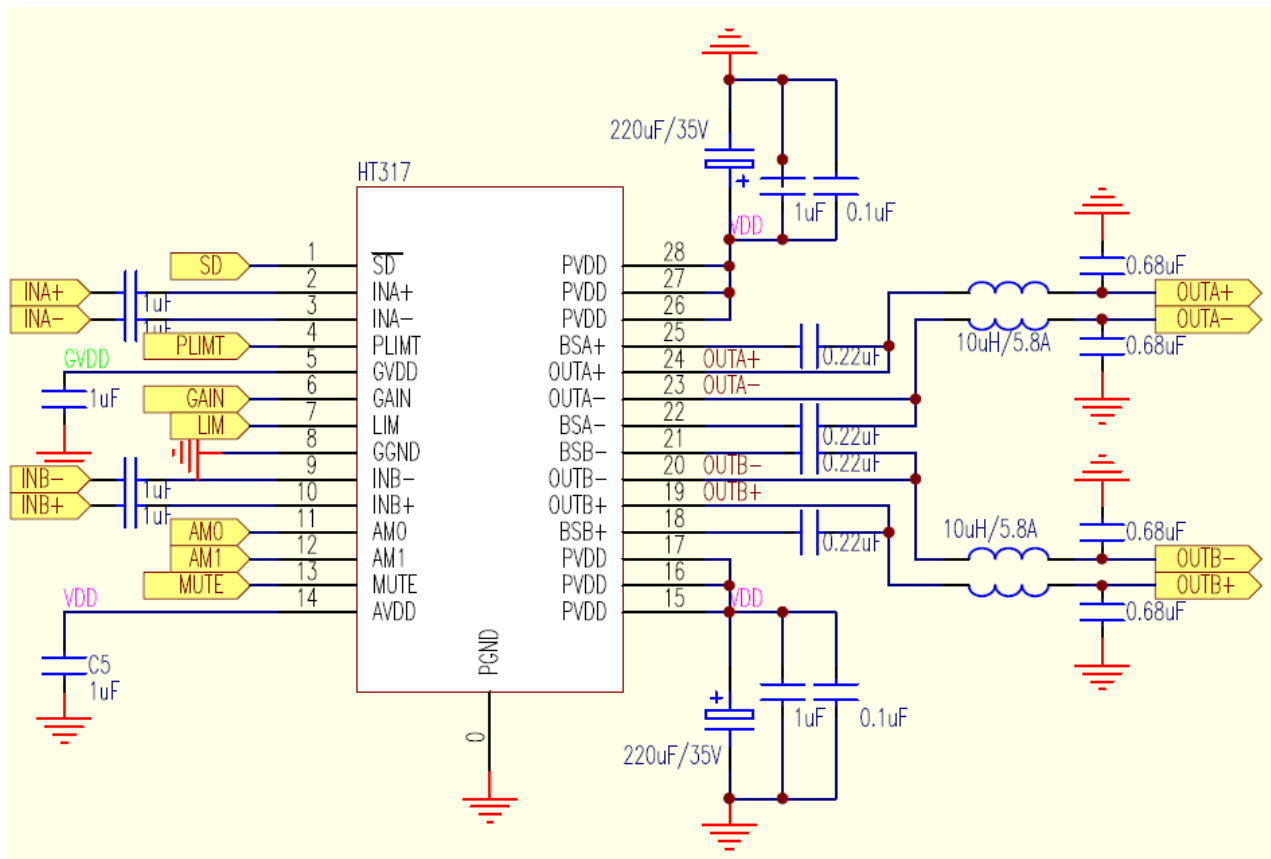 220uF/35V
+
1uF
0.1uF
VDD
HT317
SD
1
SD
PVDD
28
INA+
1uF
2
INA+
PVDD
27
0.68uF
OUTA+
INA-
1uF
3
INA-
PVDD
26
OUTA-
PLIMT
4
PLIMT
BSA+
25
0.22uF
10uH/5.8A
0.68uF
GVDD
5
GVDD
OUTA+
24
OUTA+
1uF
GAIN
6
GAIN
OUTA-
23
OUTA-
LIM
7
LIM
BSA-
22
0.22uF
8
GGND
BSB-
21
0.22uF
INB-
1uF
9
INB-
OUTB-
20
OUTB-
INB+
1uF
10
INB+
OUTB+
19
OUTB+
AM0
11
AM0
BSB+
18
0.22uF
10uH/5.8A
0.68uF
AM1
12
AM1
PVDD
17
OUTB-
MUTE
13
MUTE
PVDD
16
OUTB+
VDD
14
AVDD
PVDD
15
VDD
0.68uF
C5
1uF
PGND
0
+
1uF
0.1uF
220uF/35V